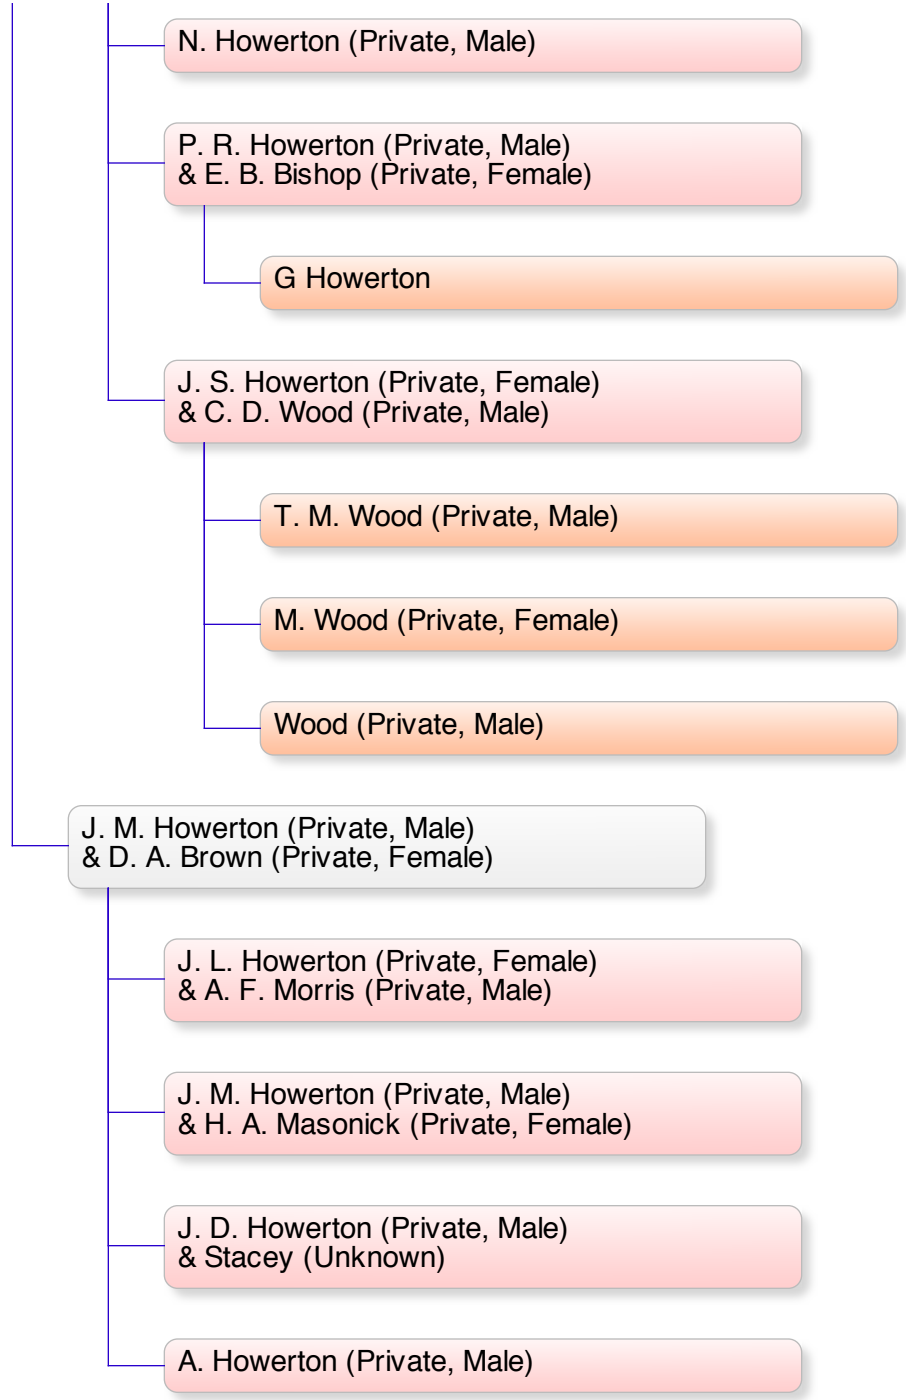 N. Howerton (Private, Male)
P. R. Howerton (Private, Male)
& E. B. Bishop (Private, Female)
G Howerton
J. S. Howerton (Private, Female)
& C. D. Wood (Private, Male)
T. M. Wood (Private, Male)
M. Wood (Private, Female)
Wood (Private, Male)
J. M. Howerton (Private, Male)
& D. A. Brown (Private, Female)
J. L. Howerton (Private, Female)
& A. F. Morris (Private, Male)
J. M. Howerton (Private, Male)
& H. A. Masonick (Private, Female)
J. D. Howerton (Private, Male)
& Stacey (Unknown)
A. Howerton (Private, Male)